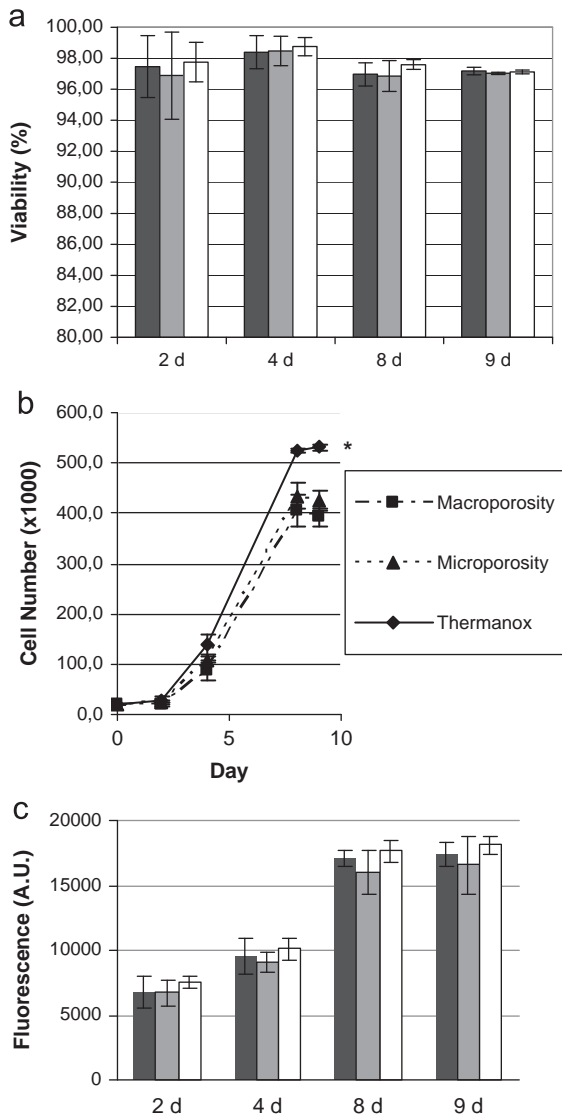 a
100,00
98,00
96,00
94,00
92,00
90,00
88,00
86,00
84,00
82,00
80,00
Viability (%)
2 d 4 d 8 d 9 d
b
600,0
500,0
400,0
300,0
200,0
100,0
0,0
Cell Number (x1000)
*
0 5 10
Day
Macroporosity
Microporosity
Thermanox
c
20000
15000
10000
5000
0
Fluorescence (A.U.)
2 d 4 d 8 d 9 d